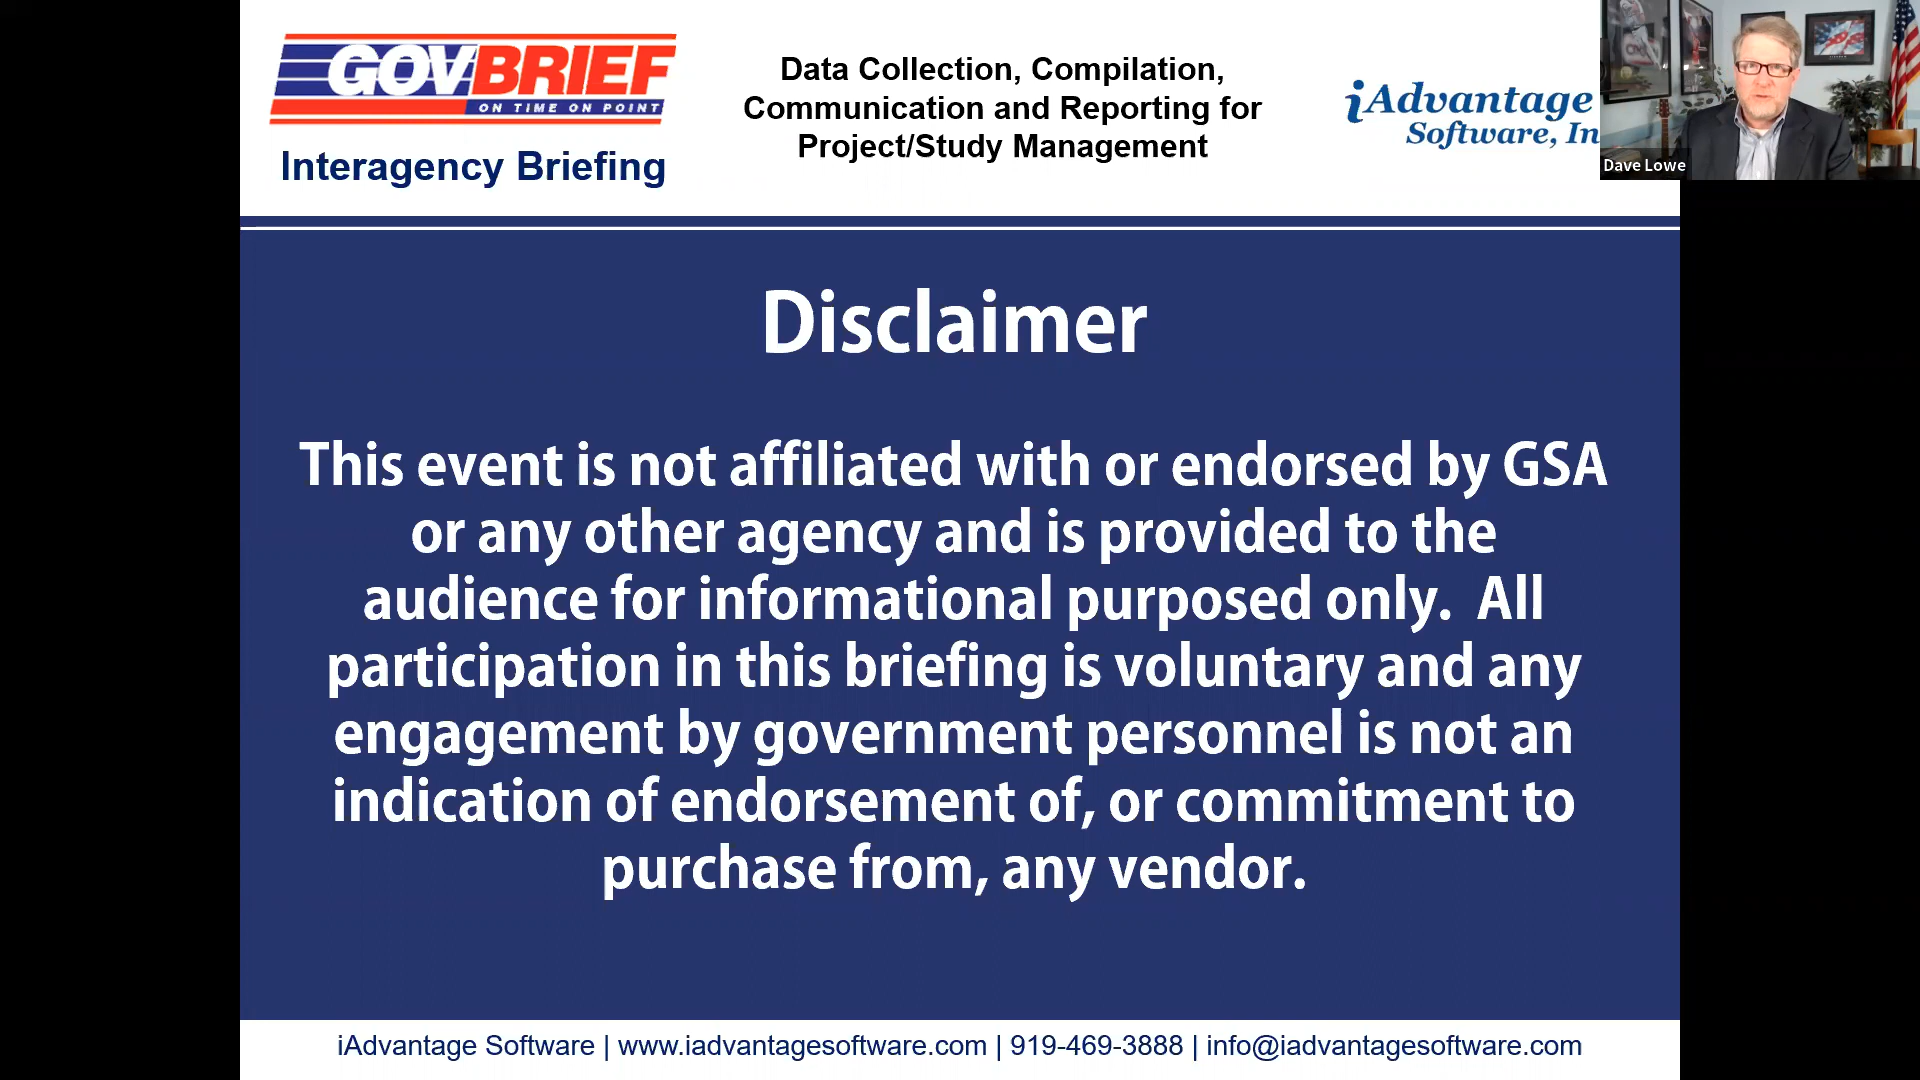 GOVBRIEF
ON TIME ON POINT
Interagency Briefing
Data Collection, Compilation,
Communication and Reporting for
Project/Study Management
iAdvantage
Software, In
Dave Lowe
Disclaimer
This event is not affiliated with or endorsed by GSA
or any other agency and is provided to the
audience for informational purposed only.  All
participation in this briefing is voluntary and any
engagement by government personnel is not an
indication of endorsement of, or commitment to
purchase from, any vendor.
iAdvantage Software | www.iadvantagesoftware.com | 919-469-3888 | info@iadvantagesoftware.com